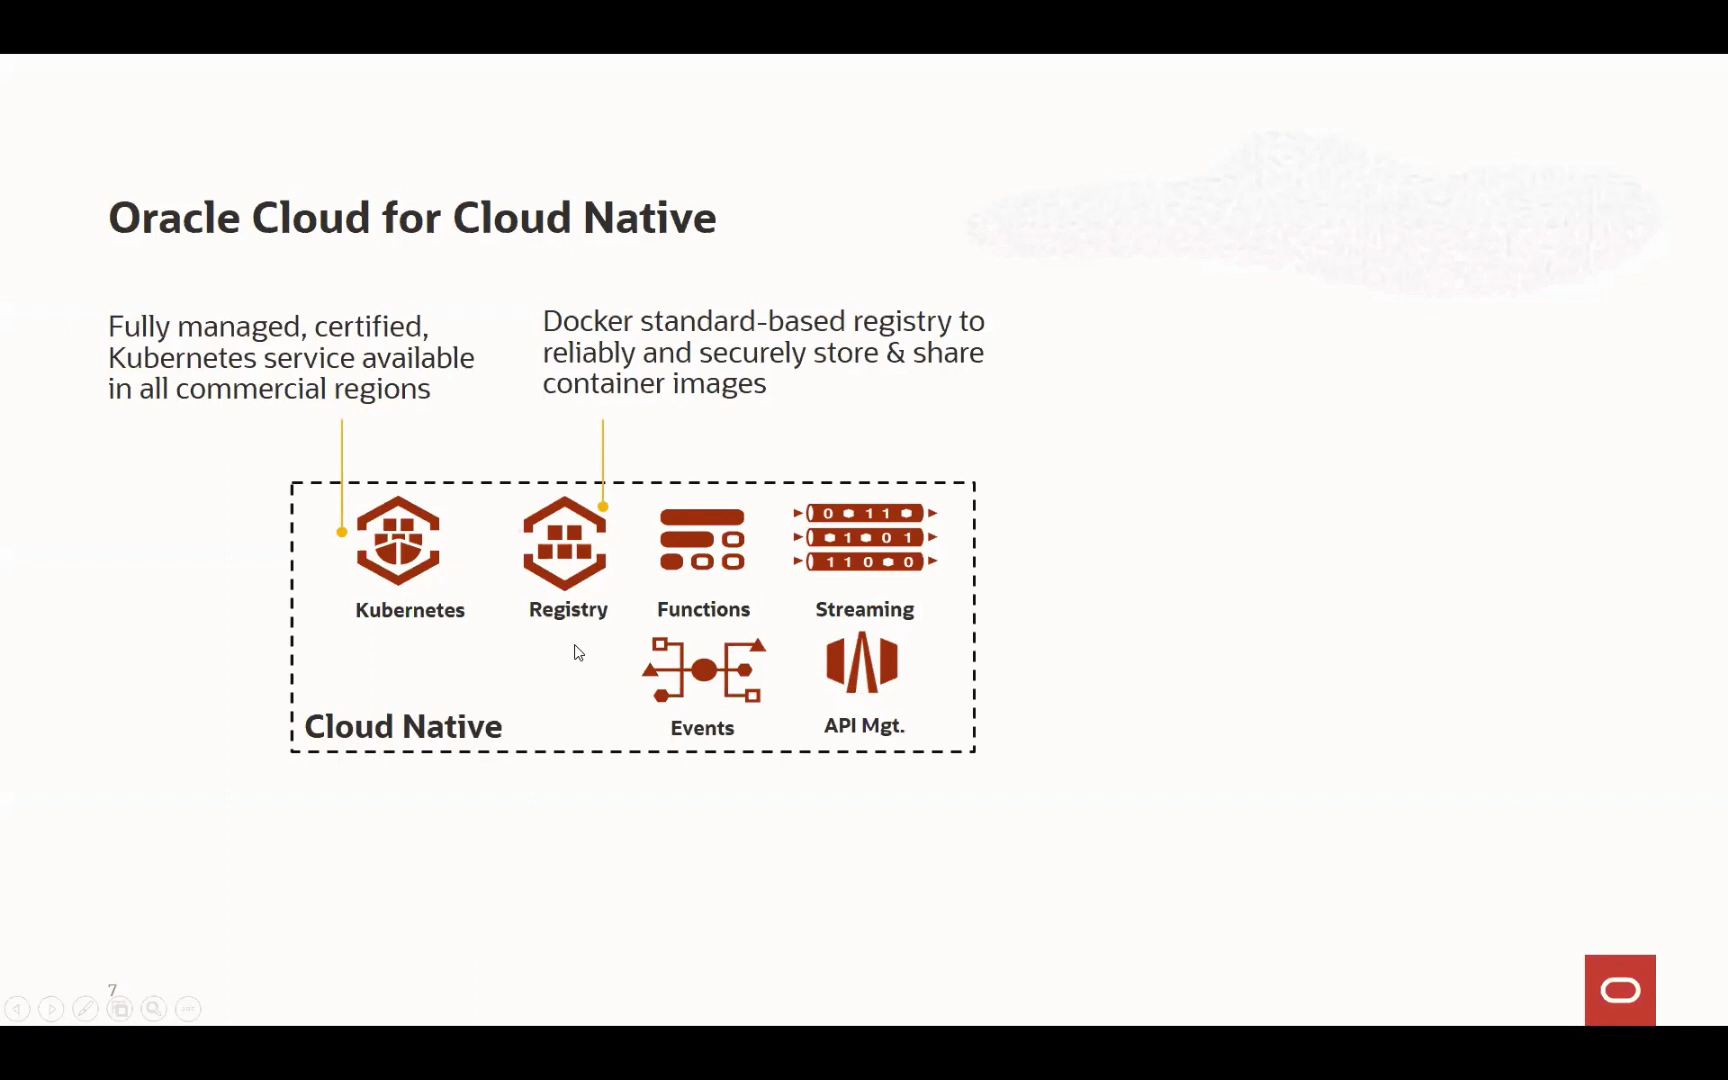 Oracle Cloud for Cloud Native
Fully managed, certified,
Kubernetes service available
in all commercial regions
Docker standard-based registry to
reliably and securely store & share
container images
0 1 1
1 0 1
1 1 0 0
Kubernetes
Registry
Functions
Streaming
Events
API Mgt.
Cloud Native
7